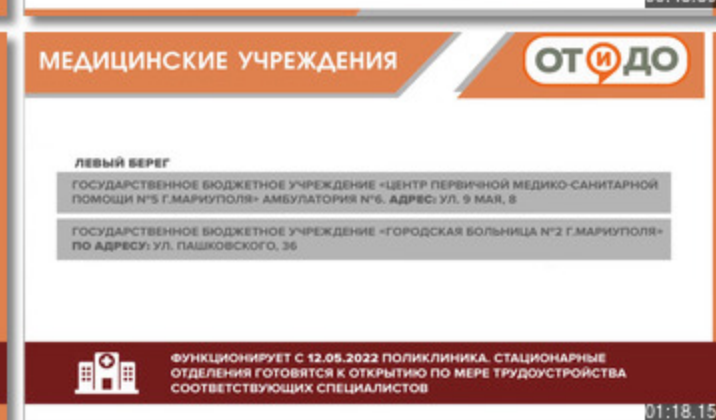 МЕДИЦИНСКИЕ УЧРЕЖДЕНИЯ
ОТ И ДО
ЛЕВЫЙ БЕРЕГ
ГОСУДАРСТВЕННОЕ БЮДЖЕТНОЕ УЧРЕЖДЕНИЕ «ЦЕНТР ПЕРВИЧНОЙ МЕДИКО-САНИТАРНОЙ
ПОМОЩИ №5 Г.МАРИУПОЛЯ» АМБУЛАТОРИЯ №6. АДРЕС: УЛ. 9 МАЯ, 8
ГОСУДАРСТВЕННОЕ БЮДЖЕТНОЕ УЧРЕЖДЕНИЕ «ГОРОДСКАЯ БОЛЬНИЦА №2 Г.МАРИУПОЛЯ»
ПО АДРЕСУ: УЛ. ПАШКОВСКОГО, 36
ФУНКЦИОНИРУЕТ С 12.05.2022 ПОЛИКЛИНИКА. СТАЦИОНАРНЫЕ
ОТДЕЛЕНИЯ ГОТОВЯТСЯ К ОТКРЫТИЮ ПО МЕРЕ ТРУДОУСТРОЙСТВА
СООТВЕТСТВУЮЩИХ СПЕЦИАЛИСТОВ
01:18.15